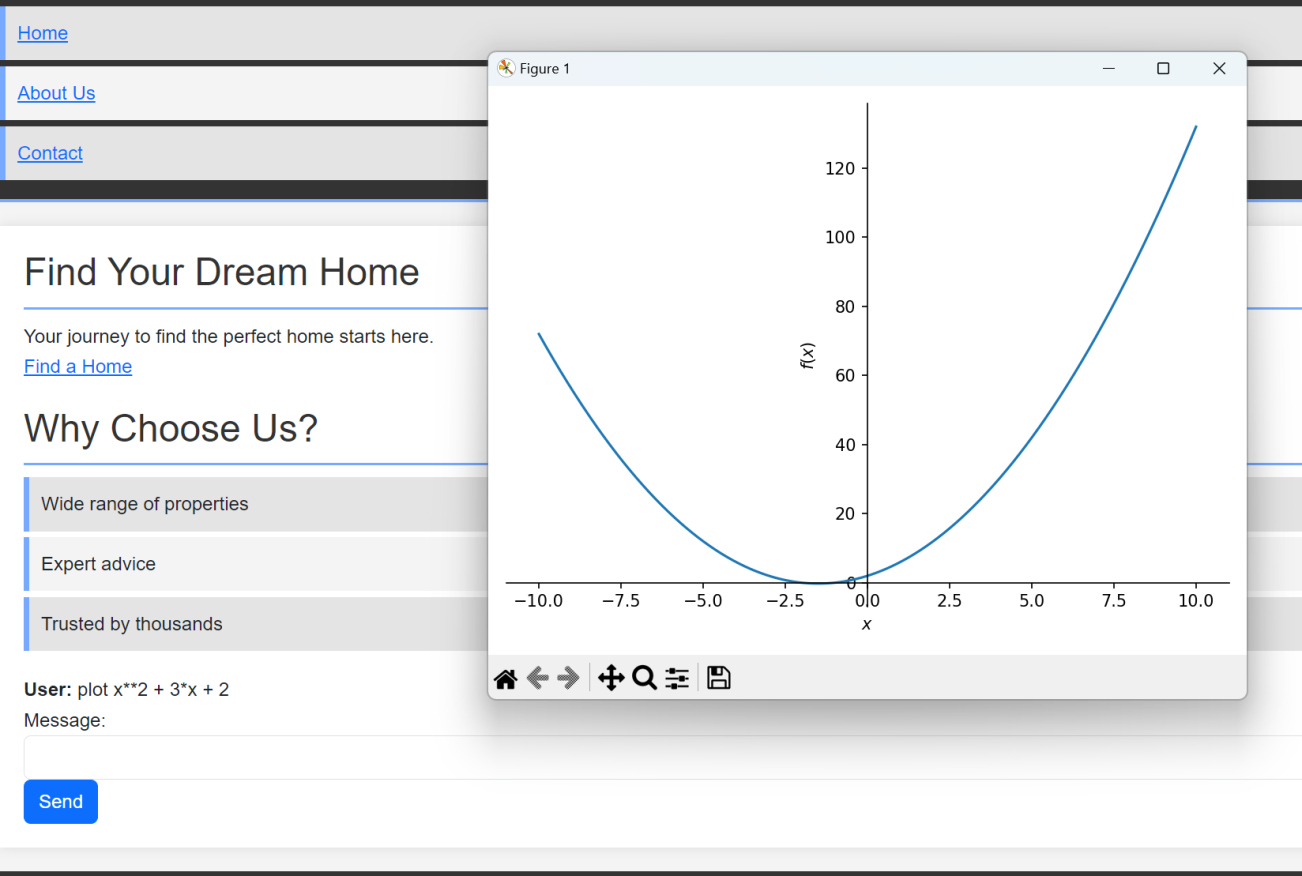 Home
About Us
Contact
Find Your Dream Home
Your journey to find the perfect home starts here.
Find a Home
Why Choose Us?
Wide range of properties
Expert advice
Trusted by thousands
User: plot x**2 + 3*x + 2
Message:
Send
Figure 1
120
100
80
f(x)
60
40
20
0
−10.0 −7.5 −5.0 −2.5 0.0 2.5 5.0 7.5 10.0
x